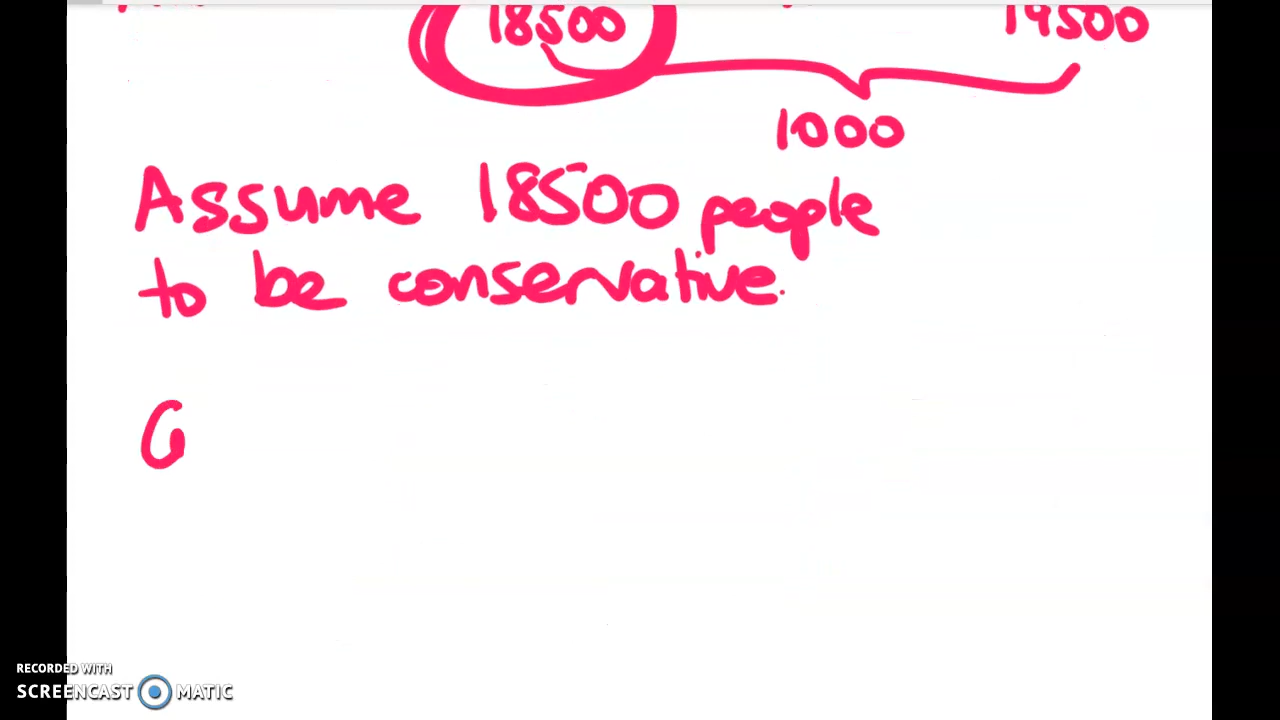 18500 19500
1000
Assume 18500 people
to be conservative.
G
RECORDED WITH
SCREENCAST MATIC